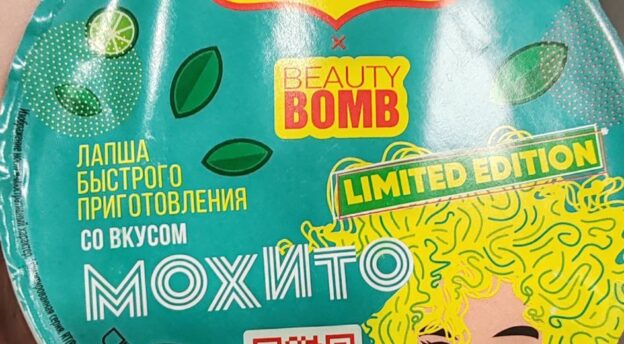 ×
BEAUTY
BOMB
LIMITED EDITION
ЛАПША
БЫСТРОГО
ПРИГОТОВЛЕНИЯ
СО ВКУСОМ
МОХИТО